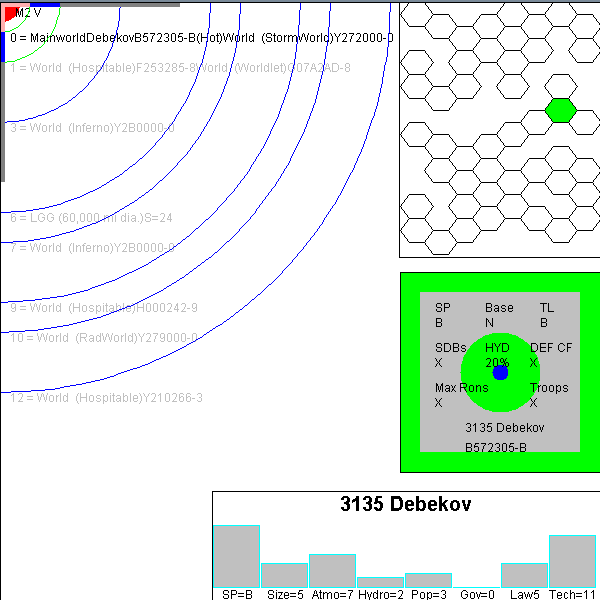 M2 V
0 = MainworldDebekovB572305-B(Hot)World (StormWorld)Y272000-0
1 = World (Hospitable)F253285-8World (Worldlet)G07A2AD-8
3 = World (Inferno)Y2B0000-0
6 = LGG (60,000 mi dia.)S=24
7 = World (Inferno)Y2B0000-0
9 = World (Hospitable)H000242-9
10 = World (RadWorld)Y279000-0
12 = World (Hospitable)Y210266-3
SP Base TL
B N B
SDBs HYD DEF CF
X 20% X
Max Rons Troops
X X
3135 Debekov
B572305-B
3135 Debekov
SP=B Size=5 Atmo=7 Hydro=2 Pop=3 Gov=0 Law5 Tech=11